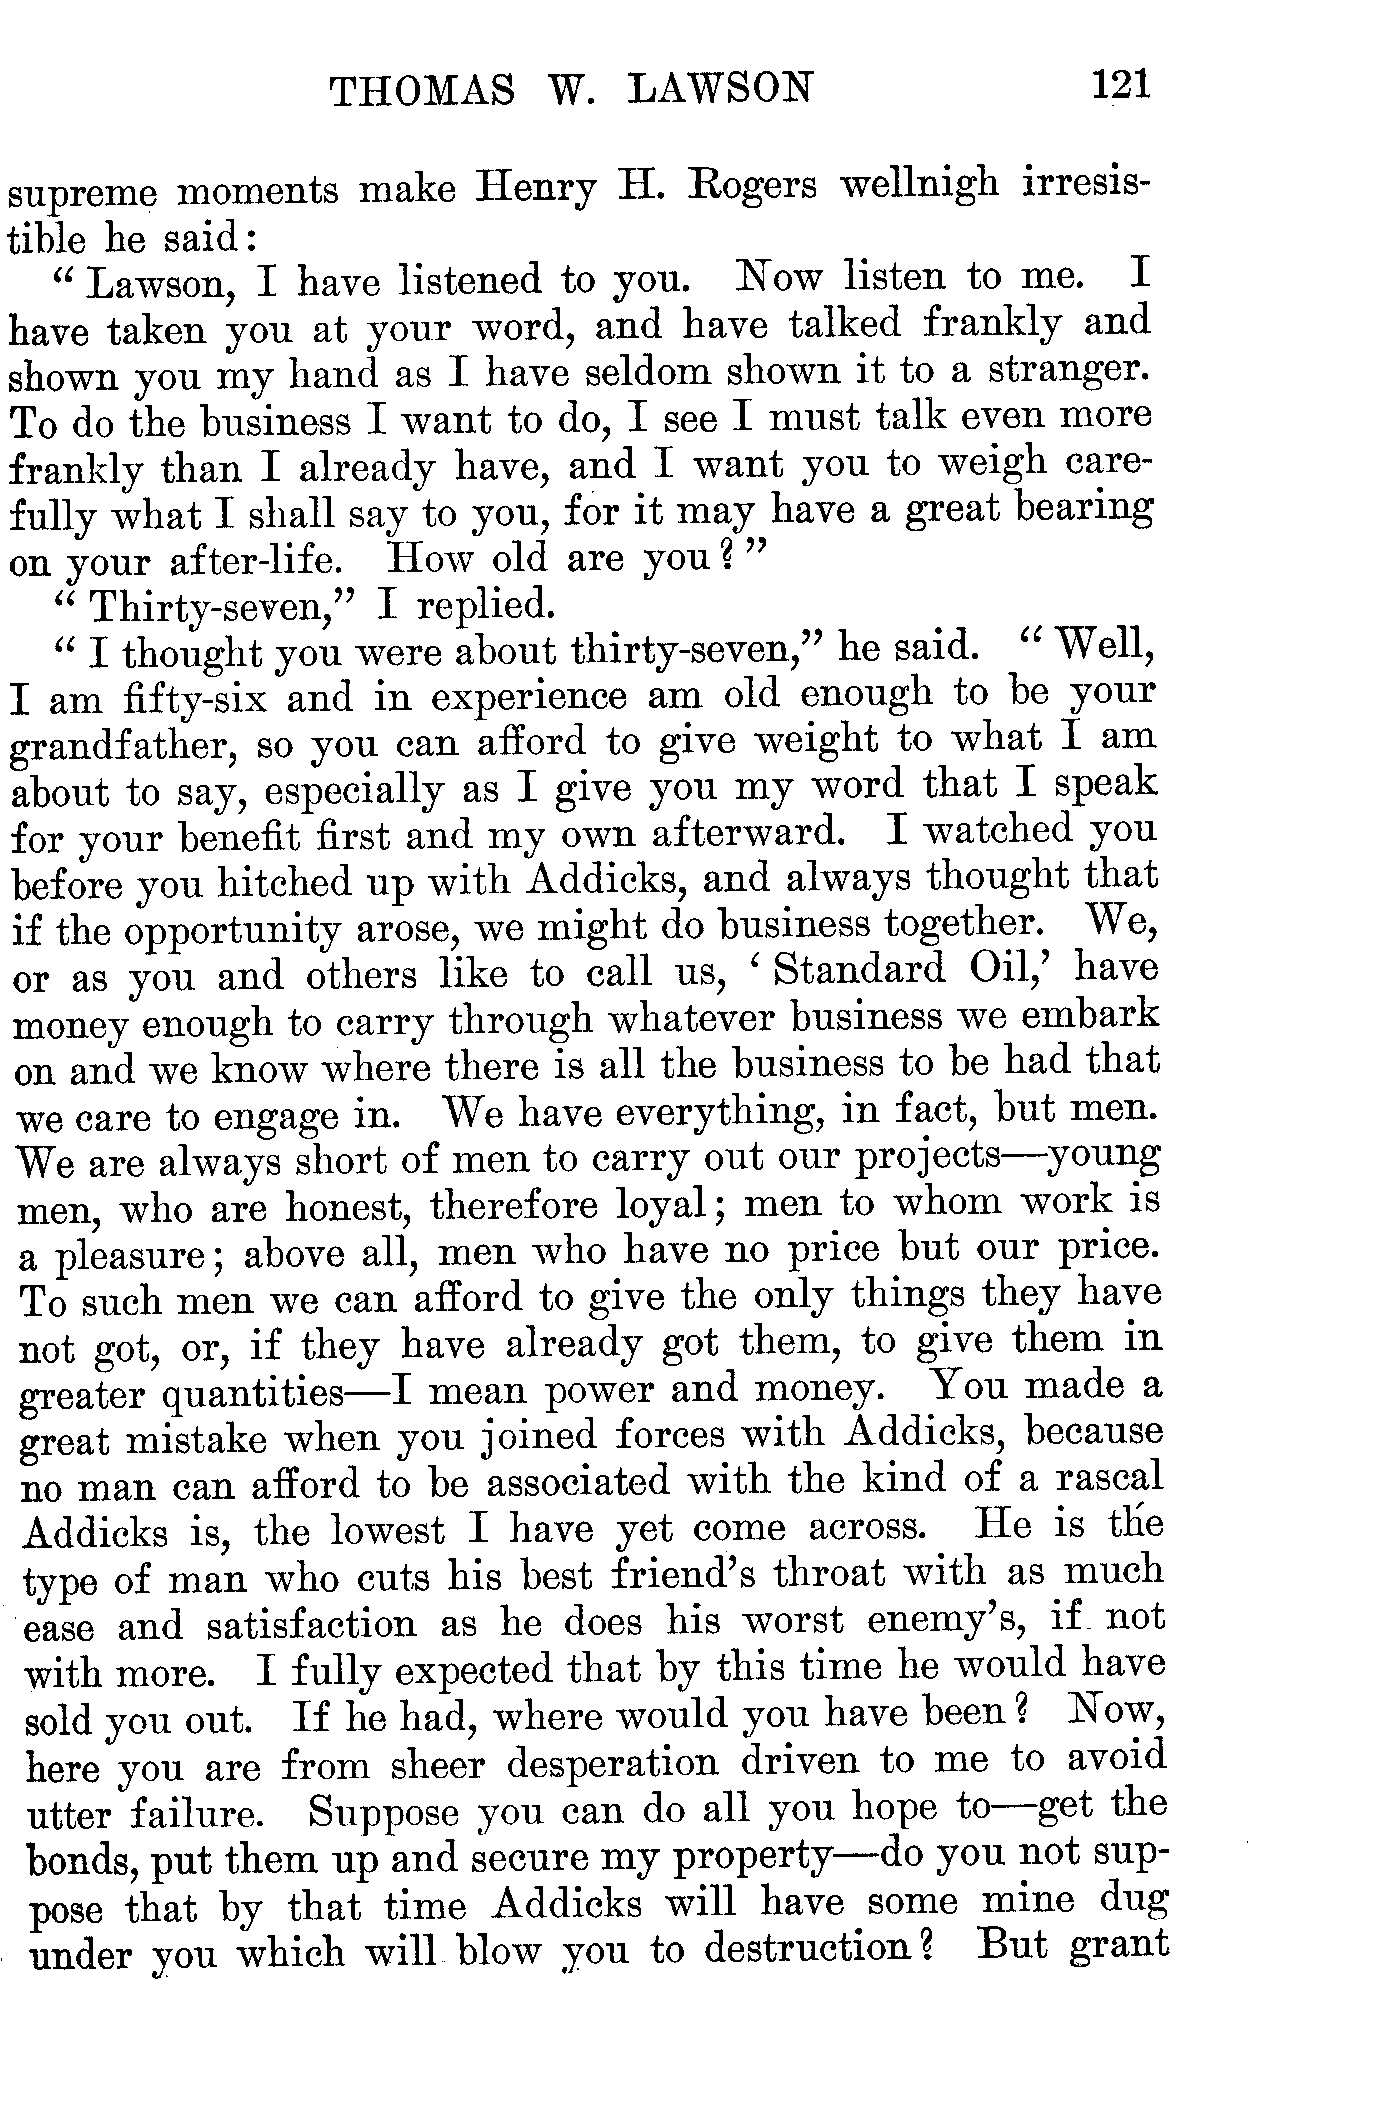 THOMAS W. LAWSON 121
supreme moments make Henry H. Rogers wellnigh irresis-
tible he said:
“ Lawson, I have listened to you. Now listen to me. I
have taken you at your word, and have talked frankly and
shown you my hand as I have seldom shown it to a stranger.
To do the business I want to do, I see I must talk even more
frankly than I already have, and I want you to weigh care-
fully what I shall say to you, for it may have a great bearing
on your after-life. How old are you?”
“ Thirty-seven,” I replied.
“ I thought you were about thirty-seven,” he said. “ Well,
I am fifty-six and in experience am old enough to be your
grandfather, so you can afford to give weight to what I am
about to say, especially as I give you my word that I speak
for your benefit first and my own afterward. I watched you
before you hitched up with Addicks, and always thought that
if the opportunity arose, we might do business together. We,
or as you and others like to call us, ‘ Standard Oil,’ have
money enough to carry through whatever business we embark
on and we know where there is all the business to be had that
we care to engage in. We have everything, in fact, but men.
We are always short of men to carry out our projects—young
men, who are honest, therefore loyal; men to whom work is
a pleasure; above all, men who have no price but our price.
To such men we can afford to give the only things they have
not got, or, if they have already got them, to give them in
greater quantities—I mean power and money. You made a
great mistake when you joined forces with Addicks, because
no man can afford to be associated with the kind of a rascal
Addicks is, the lowest I have yet come across. He is the
type of man who cuts his best friend’s throat with as much
ease and satisfaction as he does his worst enemy’s, if not
with more. I fully expected that by this time he would have
sold you out. If he had, where would you have been? Now,
here you are from sheer desperation driven to me to avoid
utter failure. Suppose you can do all you hope to—get the
bonds, put them up and secure my property—do you not sup-
pose that by that time Addicks will have some mine dug
under you which will blow you to destruction? But grant